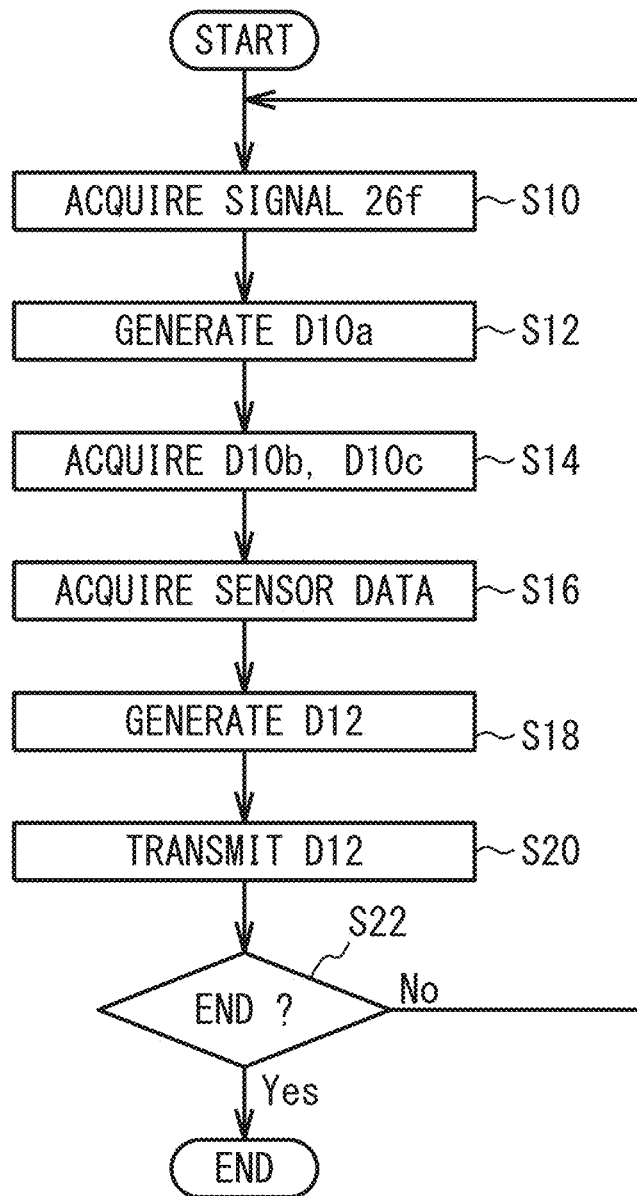 START
ACQUIRE SIGNAL 26f S10
GENERATE D10a S12
ACQUIRE D10b, D10c S14
ACQUIRE SENSOR DATA S16
GENERATE D12 S18
TRANSMIT D12 S20
S22
END ? No
Yes
END